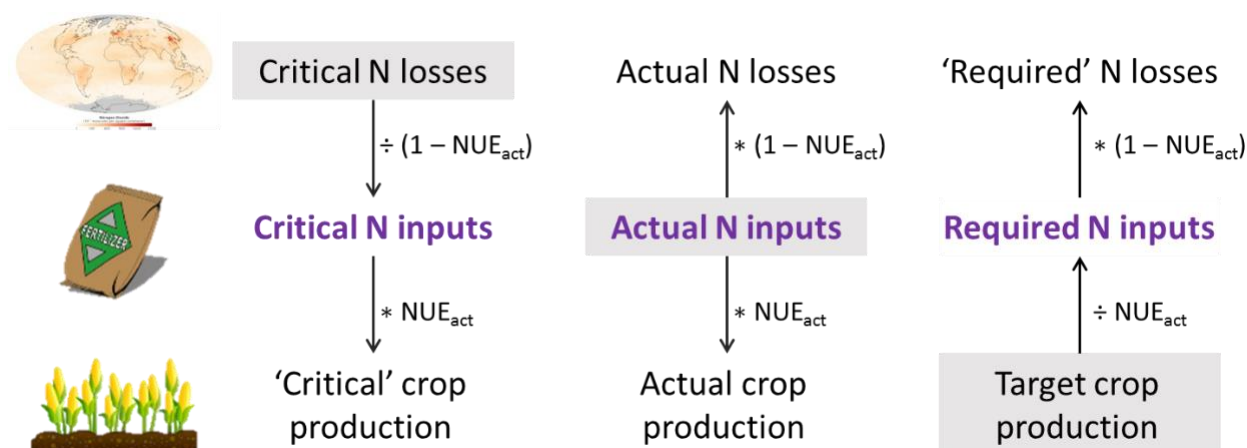 Critical N losses
Actual N losses
‘Required’ N losses
÷ (1 – NUEact)
* (1 – NUEact)
* (1 – NUEact)
FERTILIZER
Critical N inputs
Actual N inputs
Required N inputs
* NUEact
* NUEact
÷ NUEact
‘Critical’ crop
production
Actual crop
production
Target crop
production